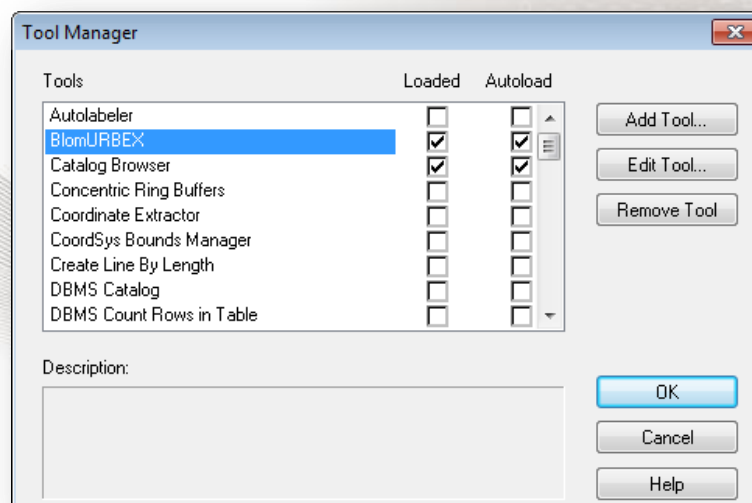 Tool Manager
Tools Loaded Autoload
Autolabeler
BlomURBEX
Catalog Browser
Concentric Ring Buffers
Coordinate Extractor
CoordSys Bounds Manager
Create Line By Length
DBMS Catalog
DBMS Count Rows in Table
Add Tool...
Edit Tool...
Remove Tool
Description:
OK
Cancel
Help